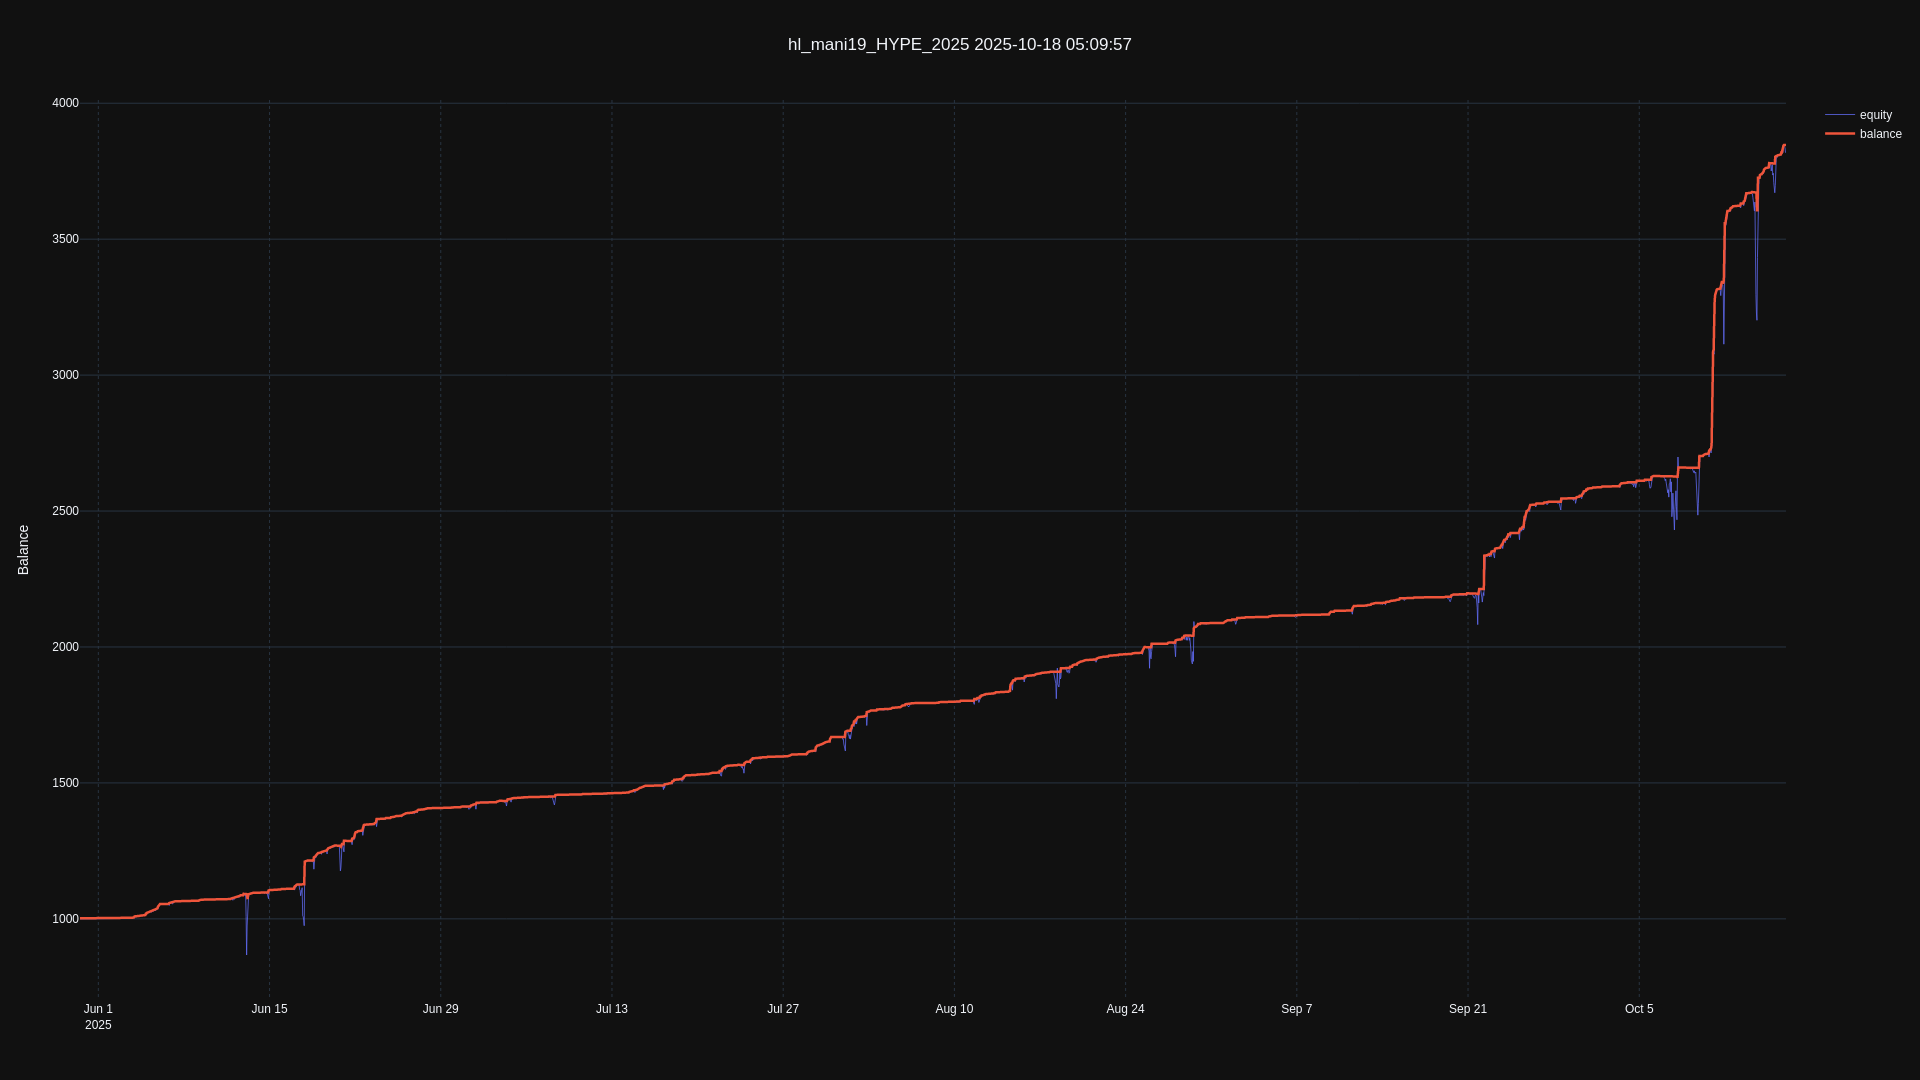 hl_mani19_HYPE_2025 2025-10-18 05:09:57
4000
3500
3000
2500
2000
1500
1000
Balance
Jun 1
2025
Jun 15
Jun 29
Jul 13
Jul 27
Aug 10
Aug 24
Sep 7
Sep 21
Oct 5
equity
balance